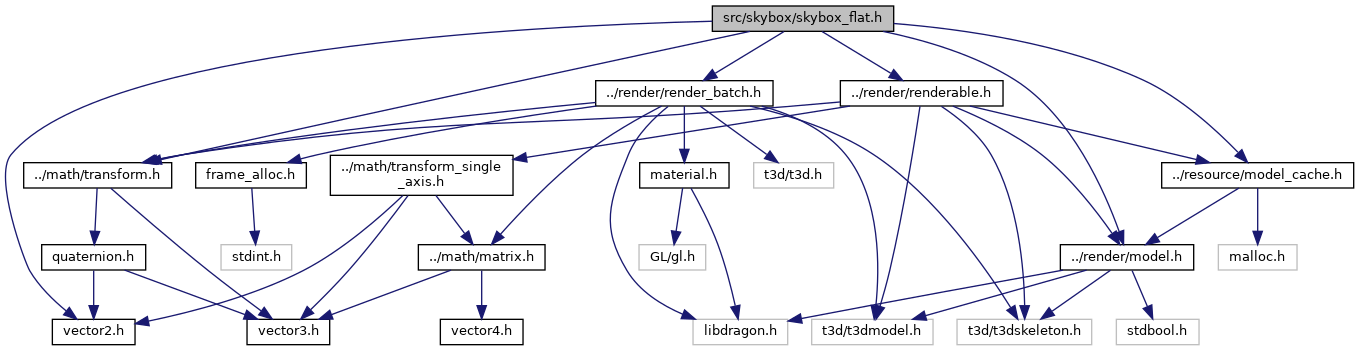 src/skybox/skybox_flat.h
../render/render_batch.h
../render/renderable.h
../math/transform.h
frame_alloc.h
../math/transform_single
_axis.h
material.h
t3d/t3d.h
../resource/model_cache.h
quaternion.h
stdint.h
../math/matrix.h
GL/gl.h
../render/model.h
malloc.h
vector2.h
vector3.h
vector4.h
libdragon.h
t3d/t3dmodel.h
t3d/t3dskeleton.h
stdbool.h